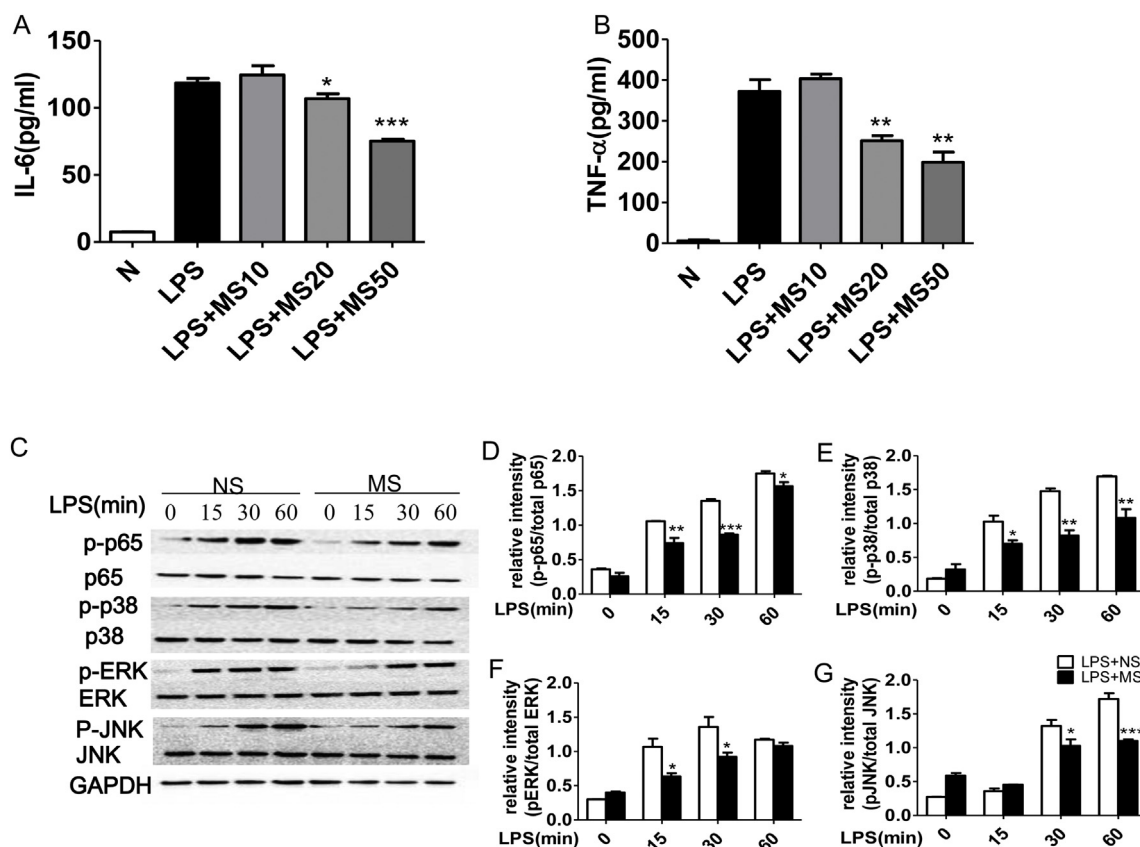 A
IL-6(pg/ml)
150
100
50
0
*
***
N
LPS
LPS+MS10
LPS+MS20
LPS+MS50
B
TNF-α(pg/ml)
500
400
300
200
100
0
**
**
N
LPS
LPS+MS10
LPS+MS20
LPS+MS50
C
NS MS
LPS(min) 0 15 30 60 0 15 30 60
p-p65
p65
p-p38
p38
p-ERK
ERK
P-JNK
JNK
GAPDH
D
relative intensity
(p-p65/total p65)
2.0
1.5
1.0
0.5
0.0
**
***
*
LPS(min) 0 15 30 60
E
relative intensity
(p-p38/total p38)
2.0
1.5
1.0
0.5
0.0
*
**
**
LPS(min) 0 15 30 60
F
relative intensity
(pERK/total ERK)
2.0
1.5
1.0
0.5
0.0
*
*
LPS(min) 0 15 30 60
G
LPS+NS
LPS+MS
relative intensity
(pJNK/total JNK)
2.0
1.5
1.0
0.5
0.0
*
***
LPS(min) 0 15 30 60